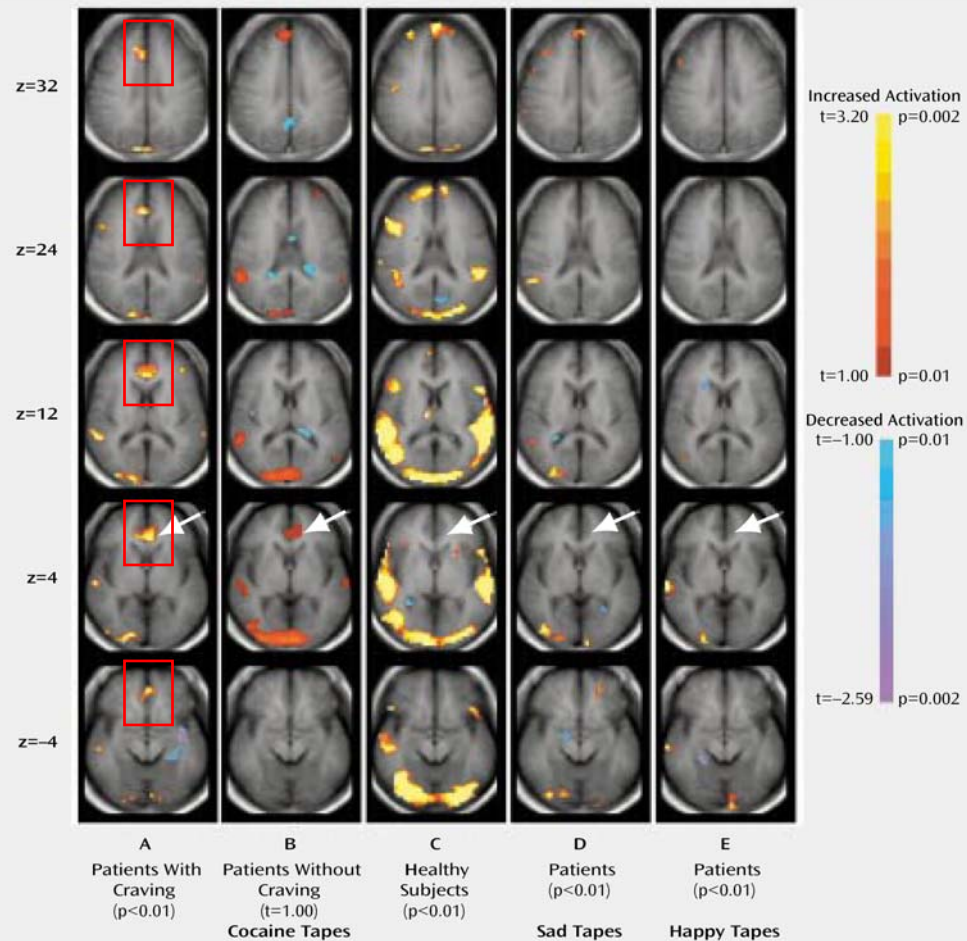 z=32
z=24
z=12
z=4
z=–4
Increased Activation
t=3.20 p=0.002
t=1.00 p=0.01
Decreased Activation
t=–1.00 p=0.01
t=–2.59 p=0.002
A B C D E
Patients With Craving (p<0.01)
Patients Without Craving (t=1.00)
Healthy Subjects (p<0.01)
Patients (p<0.01)
Patients (p<0.01)
Cocaine Tapes
Sad Tapes
Happy Tapes